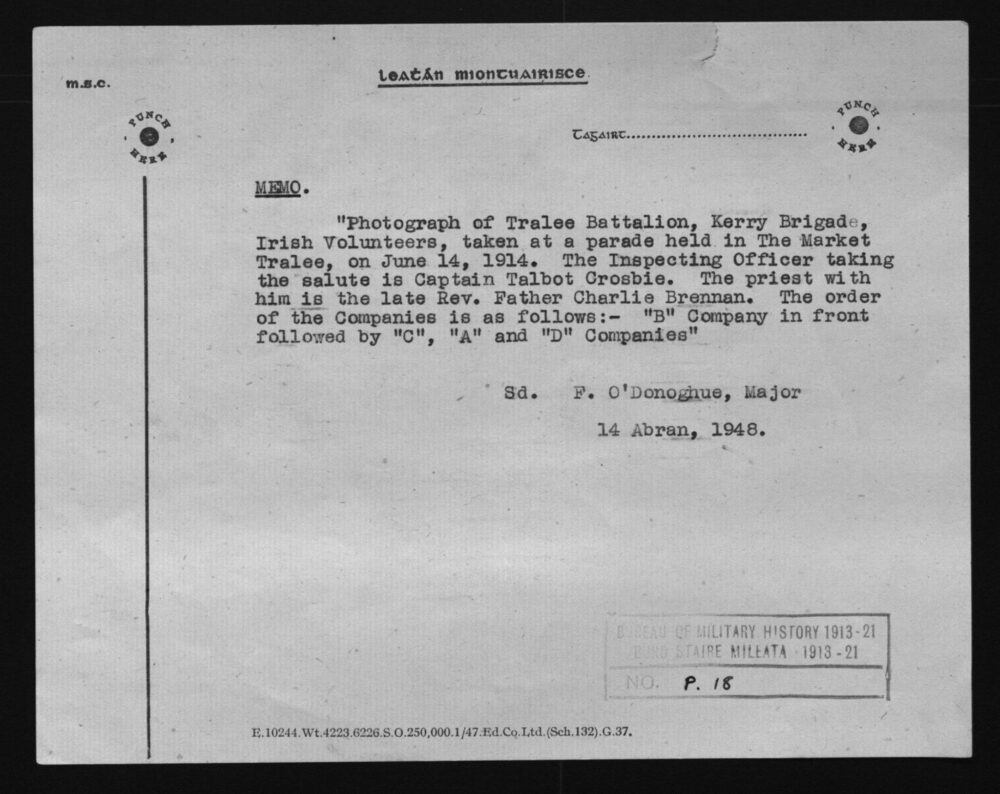 m.s.c.
leaṫán miontuairisce.
PUNCH HERE
PUNCH HERE
Tagairt.................................
MEMO.
"Photograph of Tralee Battalion, Kerry Brigade,
Irish Volunteers, taken at a parade held in The Market
Tralee, on June 14, 1914. The Inspecting Officer taking
the salute is Captain Talbot Crosbie. The priest with
him is the late Rev. Father Charlie Brennan. The order
of the Companies is as follows:- "B" Company in front
followed by "C", "A" and "D" Companies"
Sd. F. O'Donoghue, Major
14 Abran, 1948.
BUREAU OF MILITARY HISTORY 1913-21
BURO STAIRE MILEATA 1913-21
NO. P. 18
E.10244.Wt.4223.6226.S.O.250,000.1/47.Ed.Co.Ltd.(Sch.132).G.37.